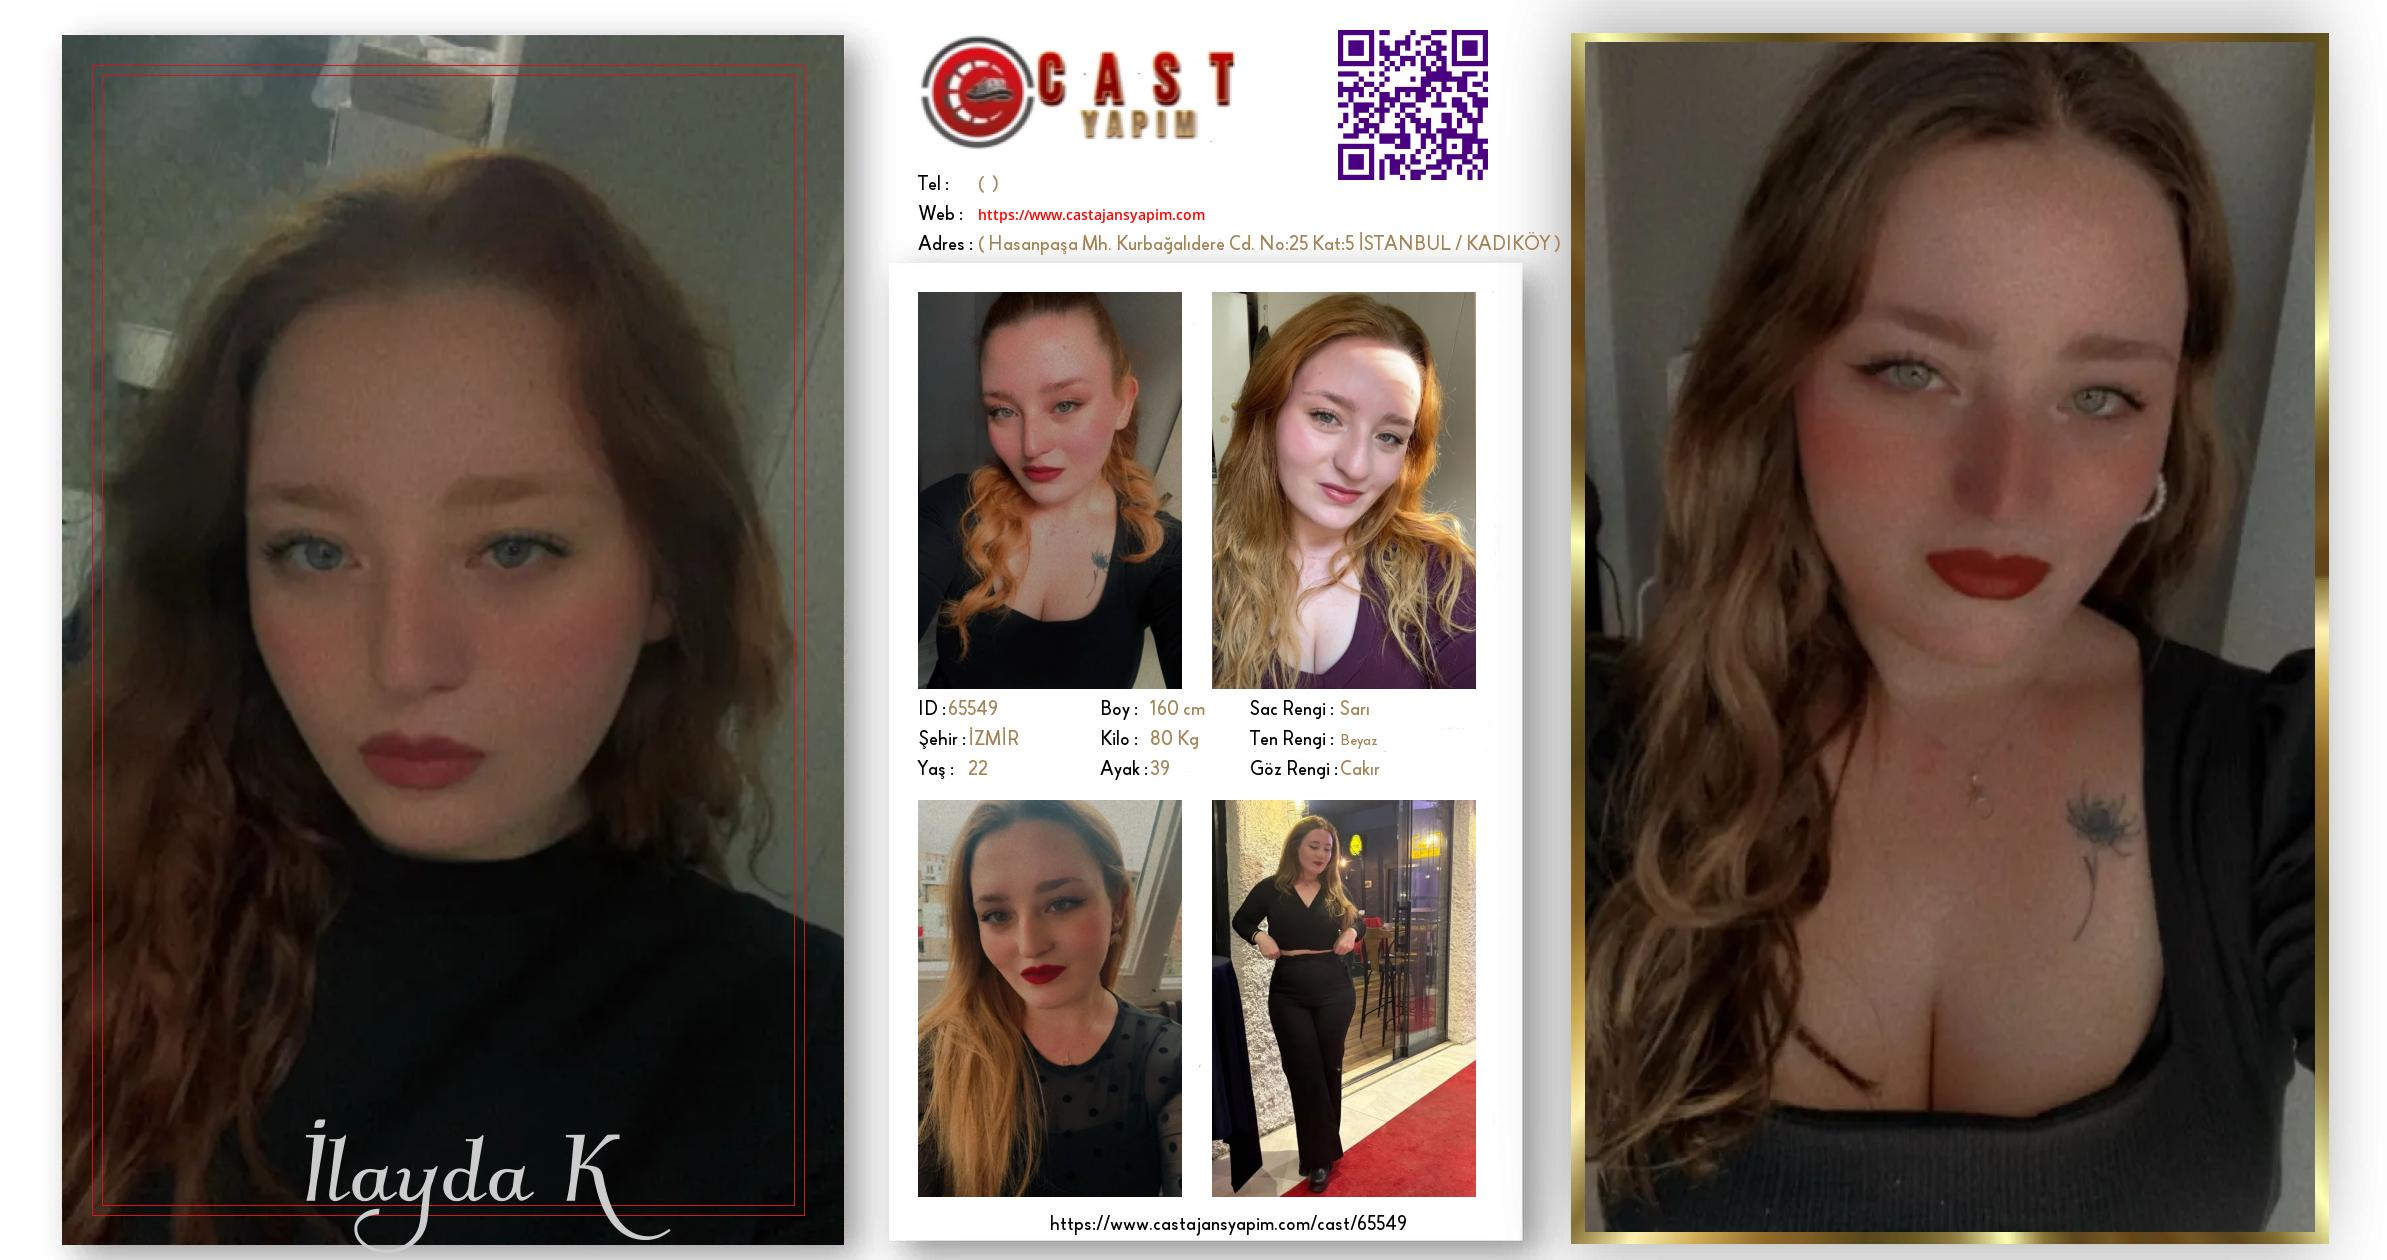 CAST
YAPIM
Tel : ( )
Web : https://www.castajansyapim.com
Adres : ( Hasanpaşa Mh. Kurbağalıdere Cd. No:25 Kat:5 İSTANBUL / KADIKÖY )
ID : 65549 Boy : 160 cm Sac Rengi : Sarı
Şehir : İZMİR Kilo : 80 Kg Ten Rengi : Beyaz
Yaş : 22 Ayak : 39 Göz Rengi : Cakır
İlayda K
https://www.castajansyapim.com/cast/65549